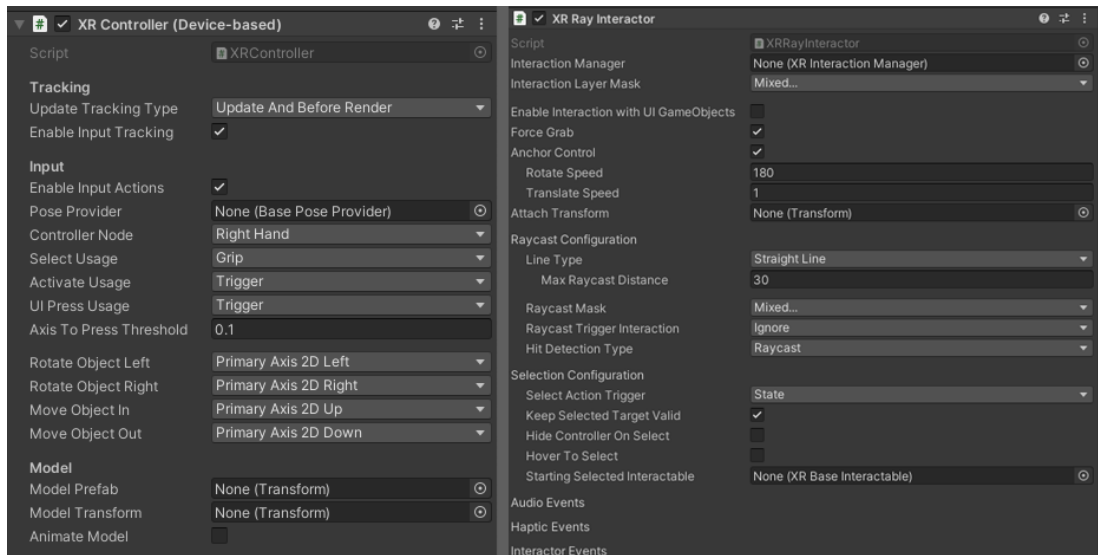 XR Controller (Device-based)
Script XRController
Tracking
Update Tracking Type Update And Before Render
Enable Input Tracking
Input
Enable Input Actions
Pose Provider None (Base Pose Provider)
Controller Node Right Hand
Select Usage Grip
Activate Usage Trigger
UI Press Usage Trigger
Axis To Press Threshold 0.1
Rotate Object Left Primary Axis 2D Left
Rotate Object Right Primary Axis 2D Right
Move Object In Primary Axis 2D Up
Move Object Out Primary Axis 2D Down
Model
Model Prefab None (Transform)
Model Transform None (Transform)
Animate Model
XR Ray Interactor
Script XRRayInteractor
Interaction Manager None (XR Interaction Manager)
Interaction Layer Mask Mixed...
Enable Interaction with UI GameObjects
Force Grab
Anchor Control
Rotate Speed 180
Translate Speed 1
Attach Transform None (Transform)
Raycast Configuration
Line Type Straight Line
Max Raycast Distance 30
Raycast Mask Mixed...
Raycast Trigger Interaction Ignore
Hit Detection Type Raycast
Selection Configuration
Select Action Trigger State
Keep Selected Target Valid
Hide Controller On Select
Hover To Select
Starting Selected Interactable None (XR Base Interactable)
Audio Events
Haptic Events
Interactor Events